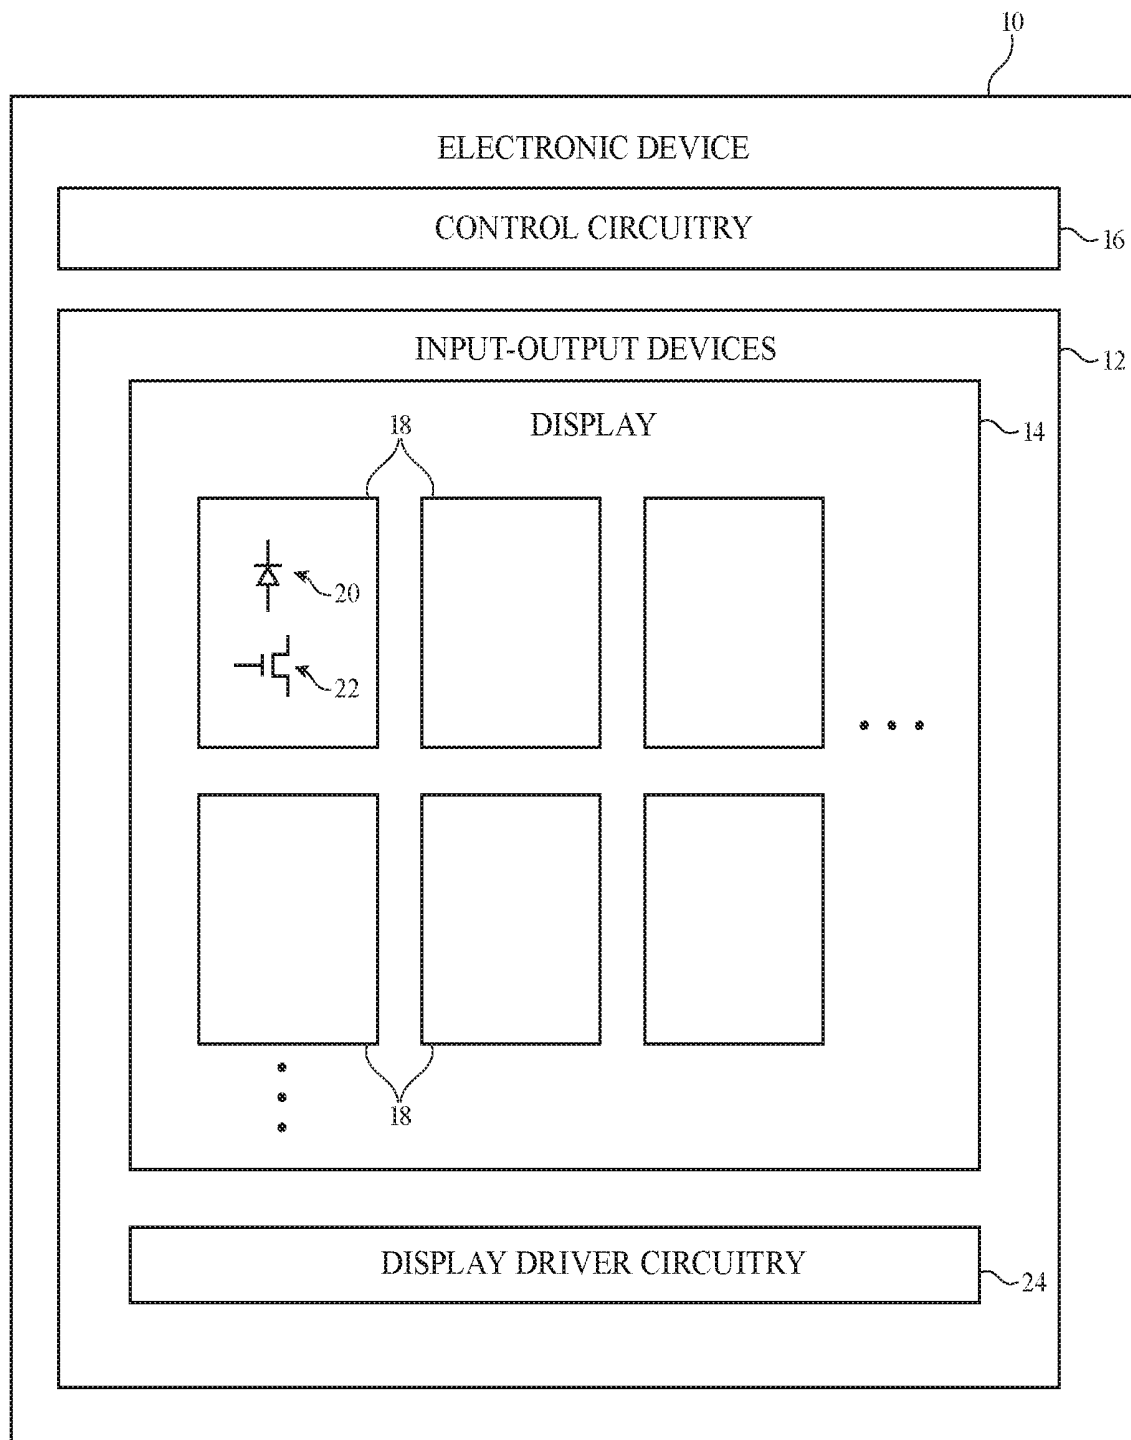 10
ELECTRONIC DEVICE
CONTROL CIRCUITRY
16
INPUT-OUTPUT DEVICES
12
DISPLAY
14
18
20
22
18
DISPLAY DRIVER CIRCUITRY
24